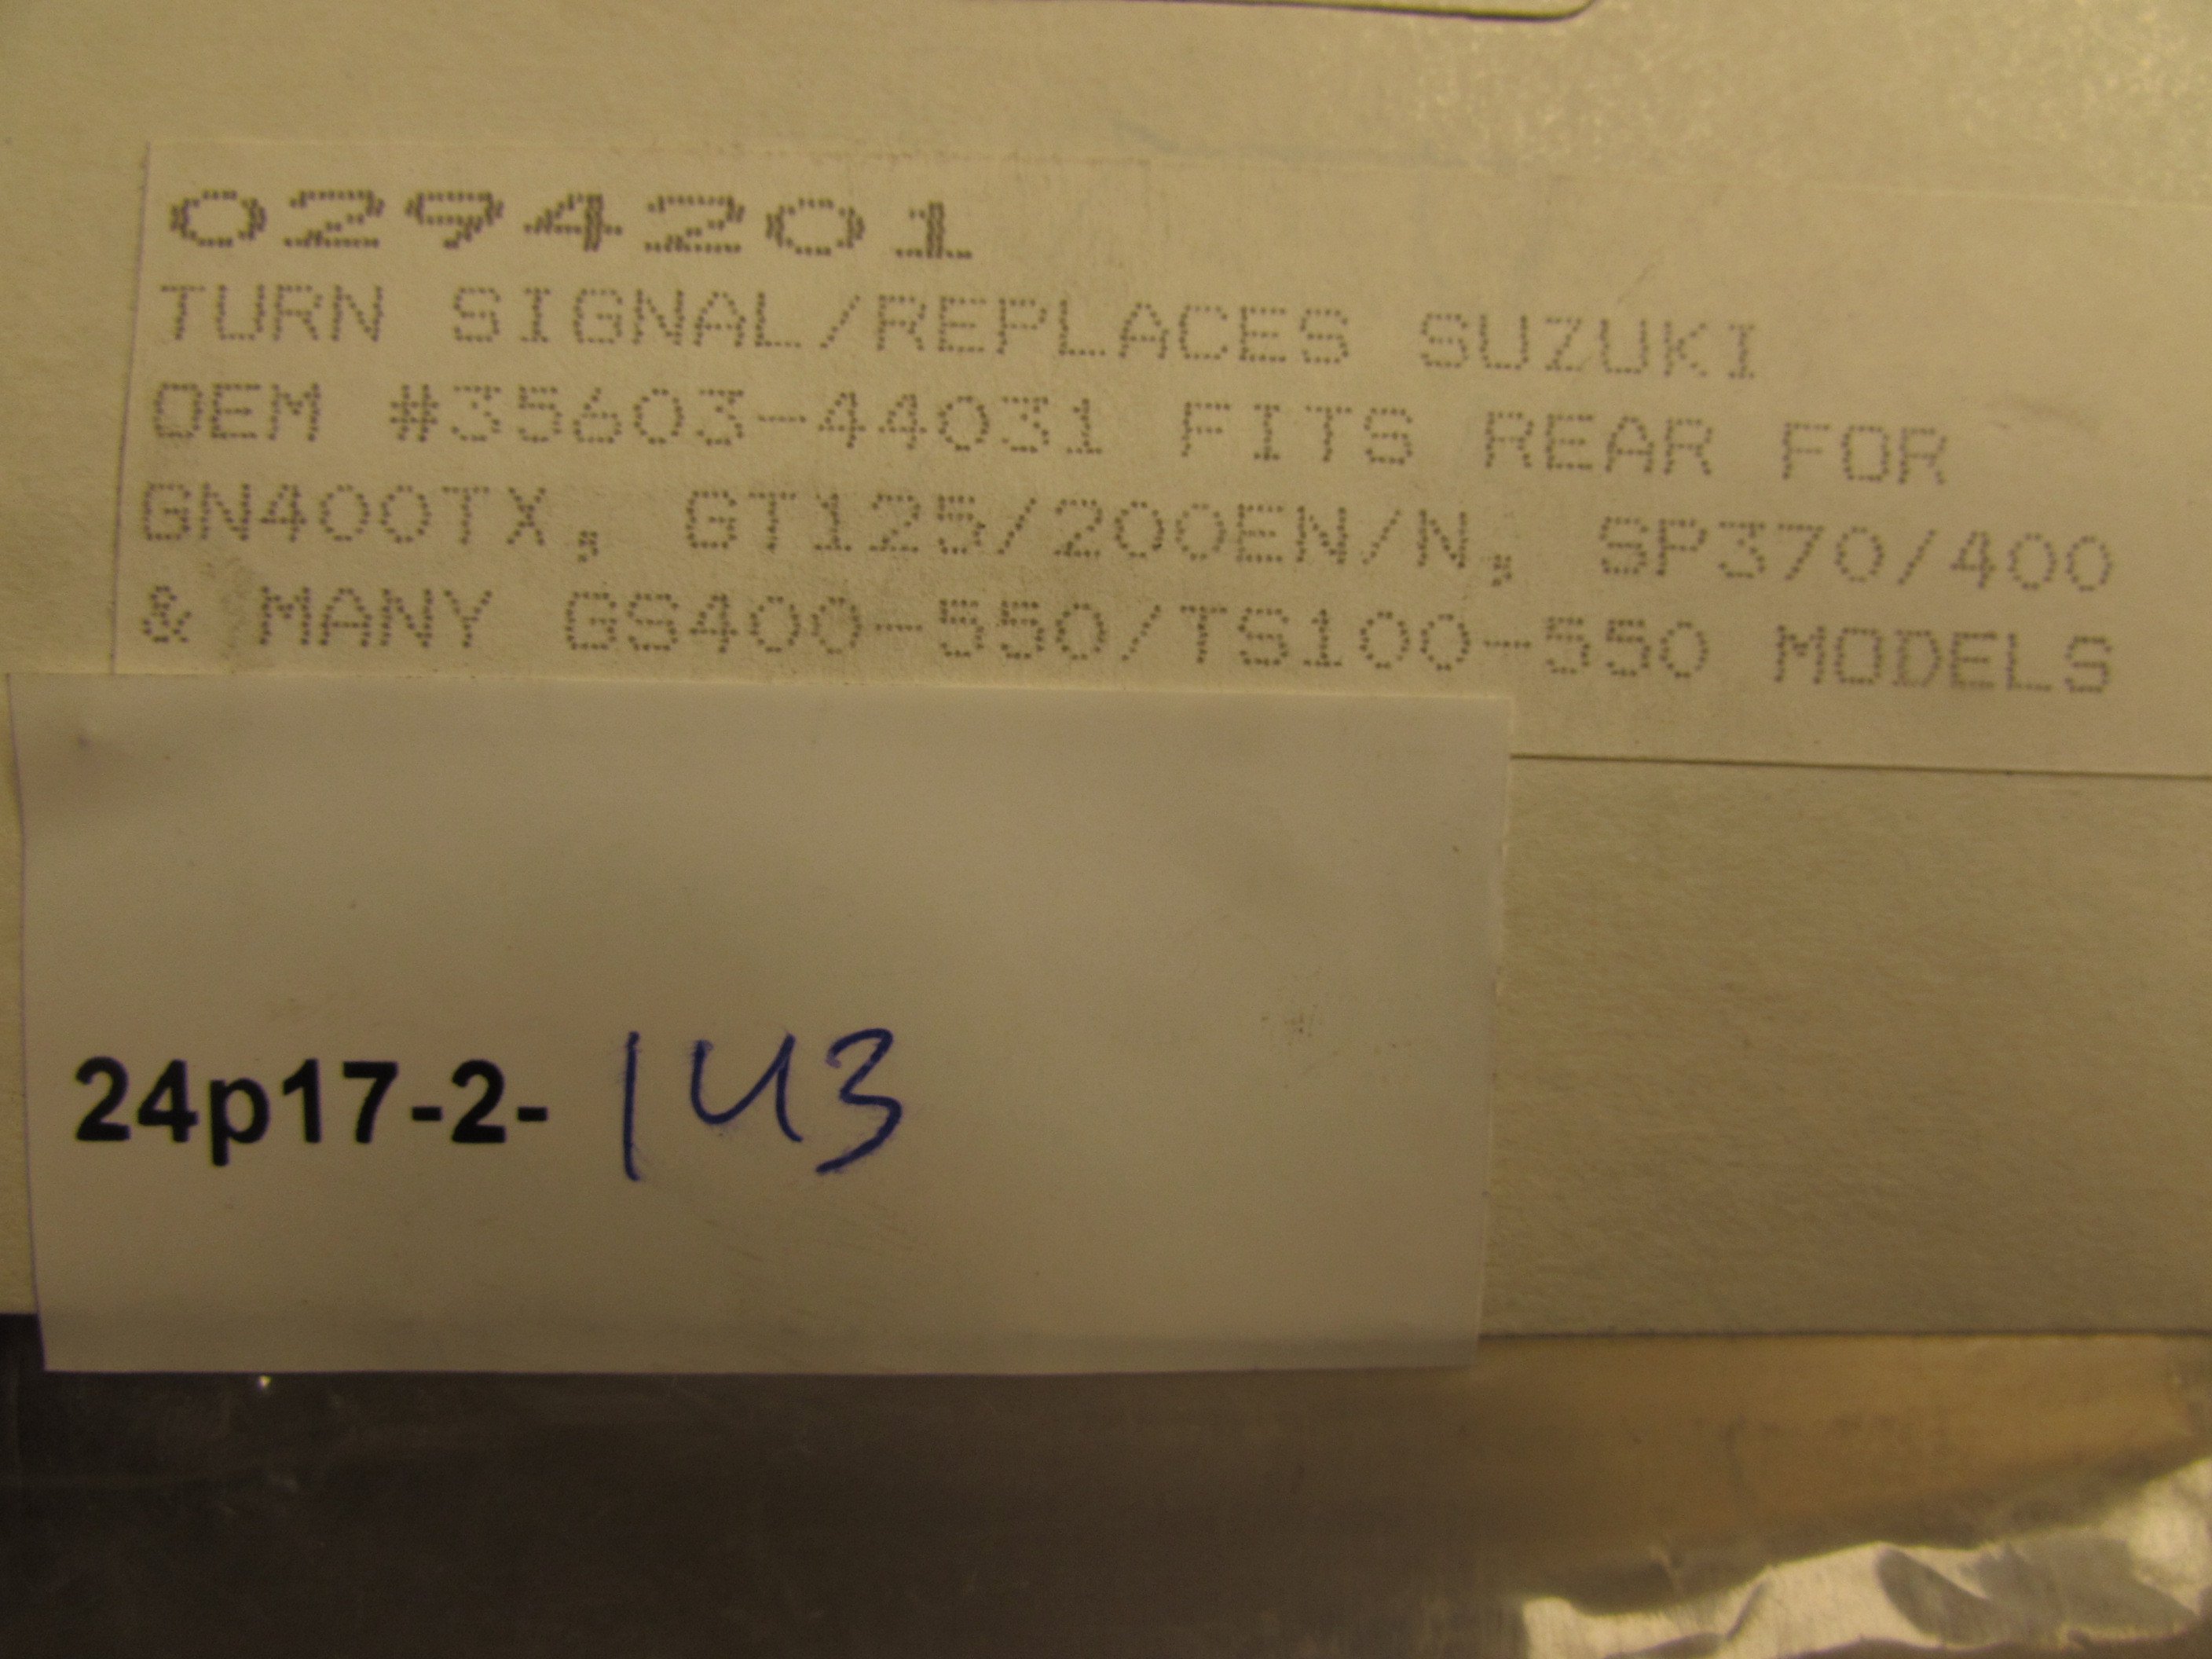 0294201
TURN SIGNAL/REPLACES SUZUKI
OEM #35603-44031 FITS REAR FOR
GN400TX, GT125/200EN/N, SP370/400
& MANY GS400-550/TS100-550 MODELS
24p17-2- 143